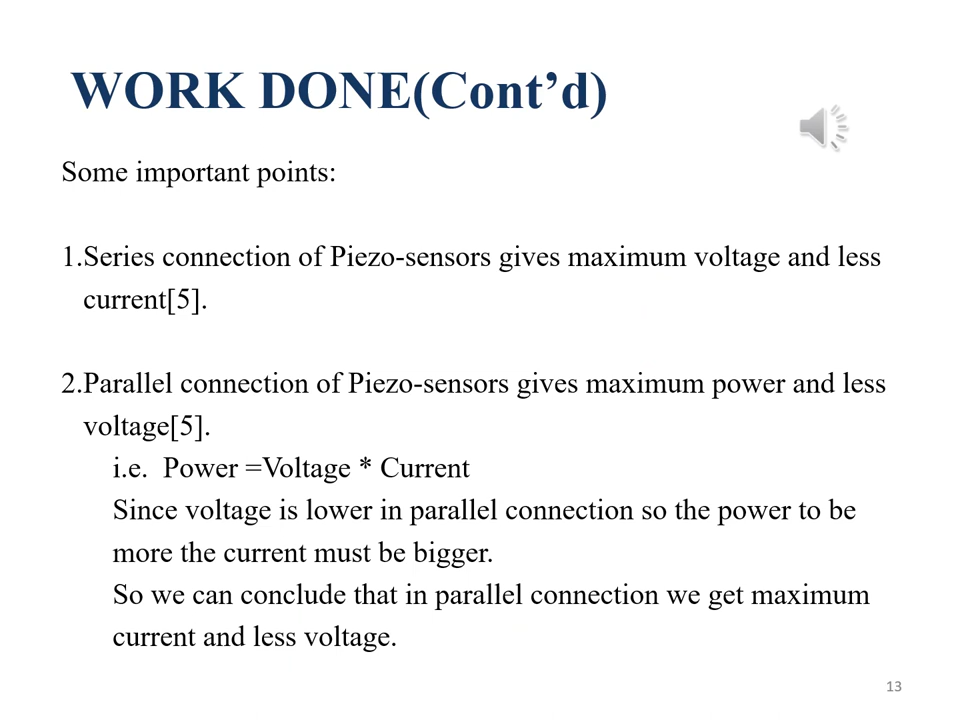 WORK DONE(Cont’d)
Some important points:
1.Series connection of Piezo-sensors gives maximum voltage and less
current[5].
2.Parallel connection of Piezo-sensors gives maximum power and less
voltage[5].
i.e.  Power =Voltage * Current
Since voltage is lower in parallel connection so the power to be
more the current must be bigger.
So we can conclude that in parallel connection we get maximum
current and less voltage.
13